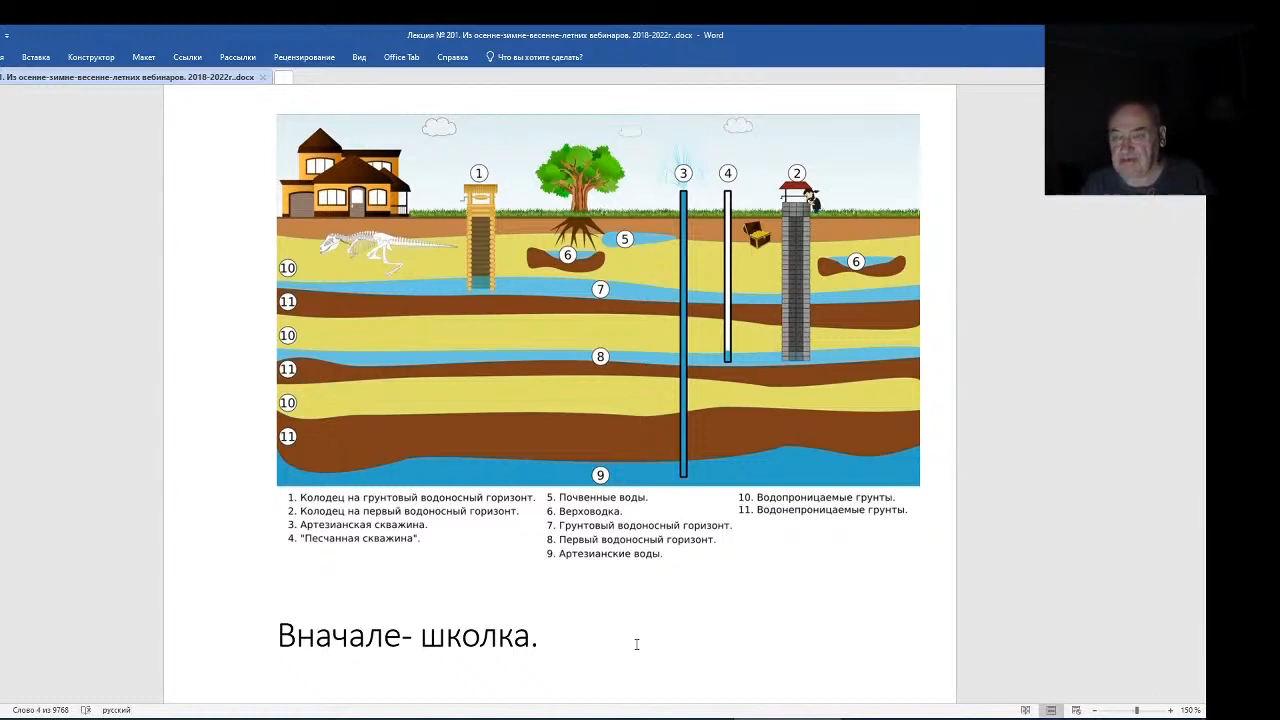 Лекция № 201. Из осенне-зимне-весенне-летних вебинаров. 2018-2022г..docx - Word
Вставка Конструктор Макет Ссылки Рассылки Рецензирование Вид Office Tab Справка Что вы хотите сделать?
1. Из осенне-зимне-весенне-летних вебинаров. 2018-2022г..docx
1 3 4 2
5
6 6
10
7
11
10
8
11
10
11
9
1. Колодец на грунтовый водоносный горизонт.
2. Колодец на первый водоносный горизонт.
3. Артезианская скважина.
4. "Песчанная скважина".
5. Почвенные воды.
6. Верховодка.
7. Грунтовый водоносный горизонт.
8. Первый водоносный горизонт.
9. Артезианские воды.
10. Водопроницаемые грунты.
11. Водонепроницаемые грунты.
Вначале- школка.
Слово 4 из 9768 русский 150 %